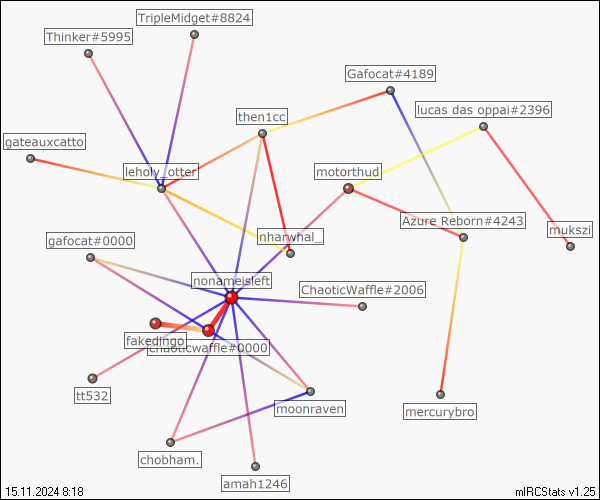 TripleMidget#8824
Thinker#5995
Gafocat#4189
lucas das oppai#2396
then1cc
gateauxcatto
leholy_otter
motorthud
Azure Reborn#4243
mukszi
nharwhal_
gafocat#0000
nonameisleft
ChaoticWaffle#2006
fakedingo
chaoticwaffle#0000
tt532
moonraven
mercurybro
chobham.
amah1246
15.11.2024 8:18
mIRCStats v1.25